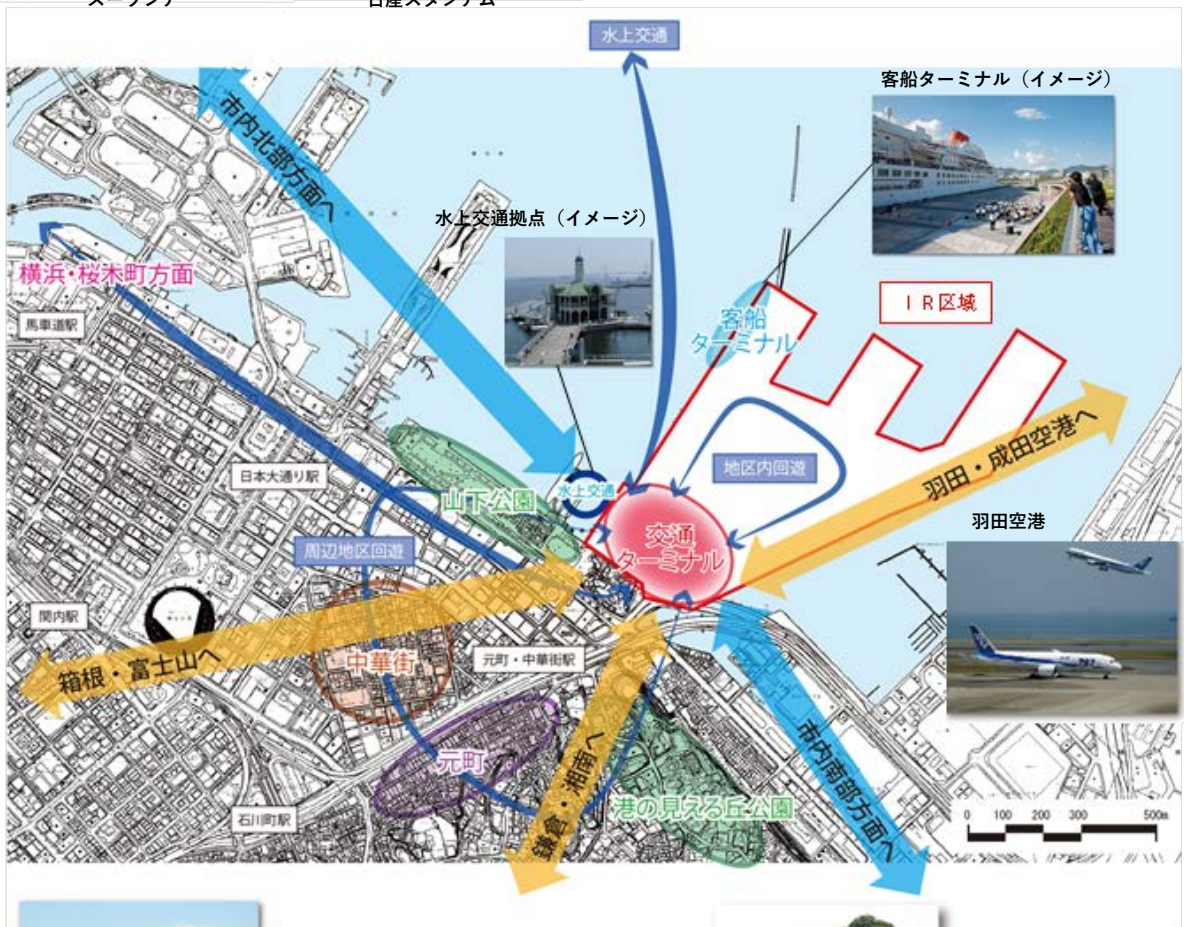 日産スタジアム
水上交通
客船ターミナル（イメージ）
市内北部方面へ
水上交通拠点（イメージ）
横浜・桜木町方面
馬車道駅
客船
ターミナル
ＩＲ区域
日本大通り駅
山下公園
水上交通
地区内回遊
羽田・成田空港へ
交通
ターミナル
羽田空港
周辺地区回遊
関内駅
箱根・富士山へ
中華街
元町・中華街駅
元町
鎌倉・湘南へ
市内南部方面へ
港の見える丘公園
石川町駅
0 100 200 300 500m